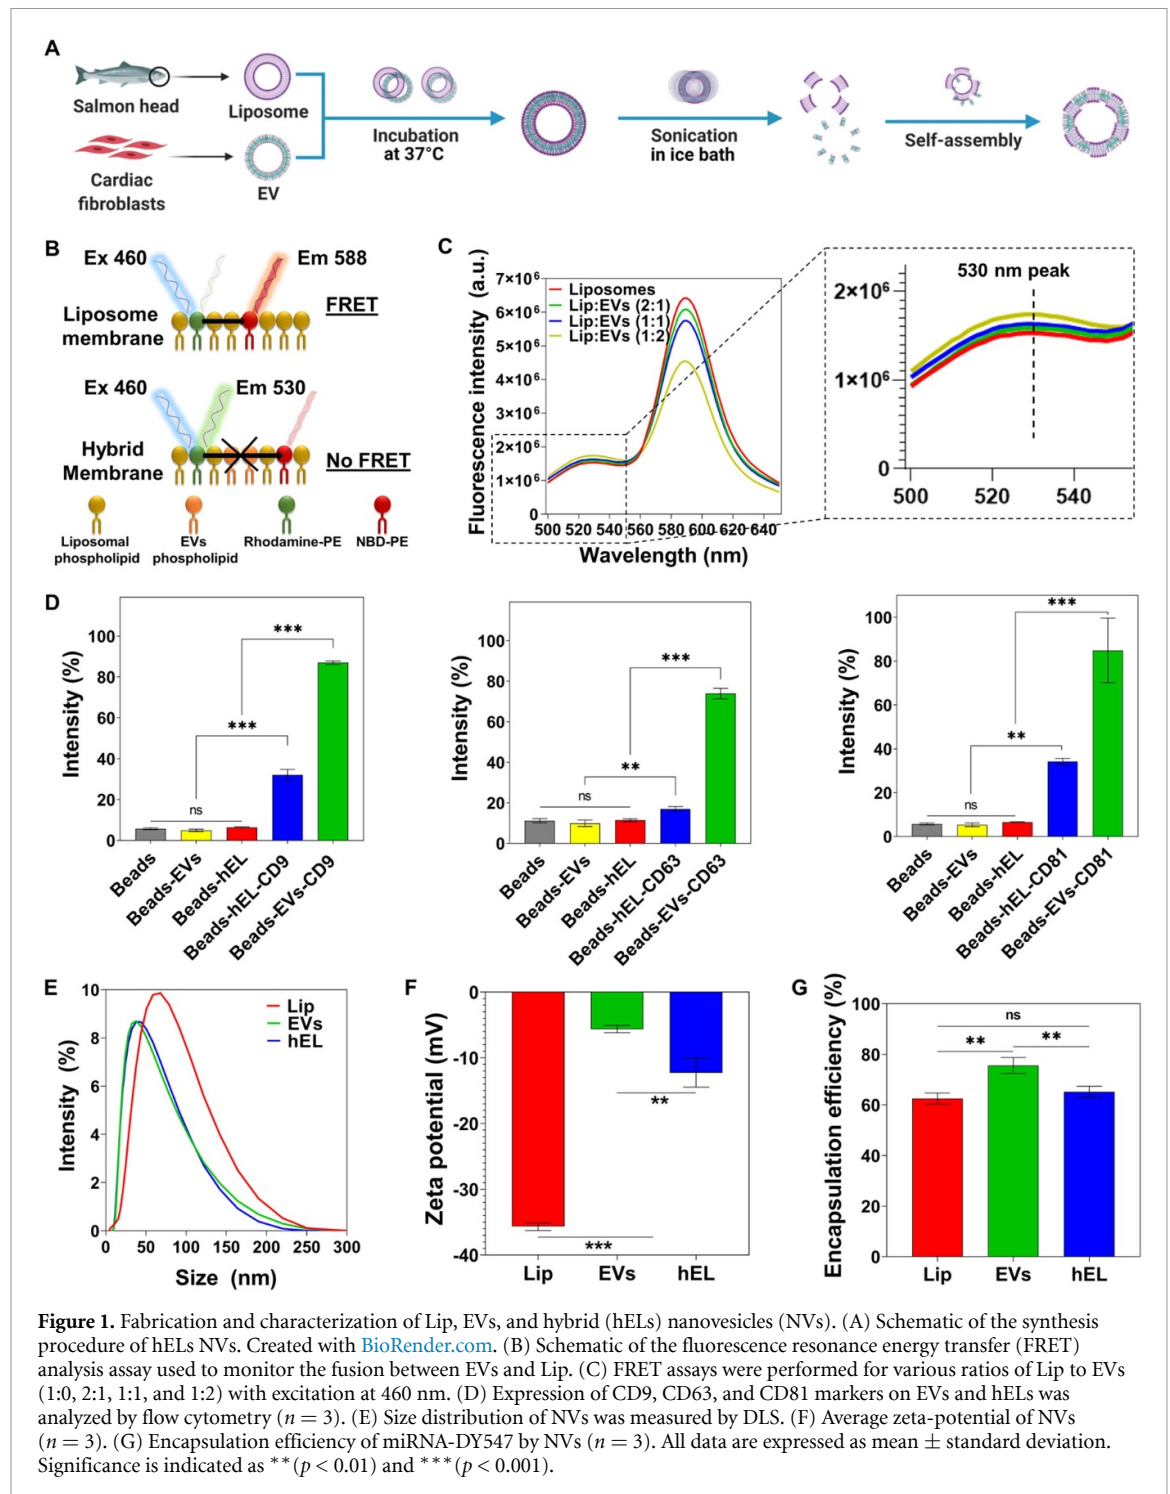 A
Salmon head
Liposome
Cardiac
fibroblasts
EV
Incubation
at 37°C
Sonication
in ice bath
Self-assembly
B
Ex 460
Em 588
FRET
Liposome
membrane
Ex 460
Em 530
Hybrid
Membrane
No FRET
Liposomal
phospholipid
EVs
phospholipid
Rhodamine-PE
NBD-PE
C
Fluorescence intensity (a.u.)
7×10⁶
6×10⁶
5×10⁶
4×10⁶
3×10⁶
2×10⁶
1×10⁶
0
Liposomes
Lip:EVs (2:1)
Lip:EVs (1:1)
Lip:EVs (1:2)
500 520 540 560 580 600 620 640
Wavelength (nm)
530 nm peak
2×10⁶
1×10⁶
0
500 520 540
D
Intensity (%)
100
80
60
40
20
0
ns
***
***
Beads
Beads-EVs
Beads-hEL
Beads-hEL-CD9
Beads-EVs-CD9
Intensity (%)
100
80
60
40
20
0
ns
**
***
Beads
Beads-EVs
Beads-hEL
Beads-hEL-CD63
Beads-EVs-CD63
Intensity (%)
100
80
60
40
20
0
ns
**
***
Beads
Beads-EVs
Beads-hEL
Beads-hEL-CD81
Beads-EVs-CD81
E
Intensity (%)
10
8
6
4
2
0
Lip
EVs
hEL
0 50 100 150 200 250 300
Size (nm)
F
Zeta potential (mV)
0
-10
-20
-30
-40
**
***
Lip EVs hEL
G
Encapsulation efficiency (%)
100
80
60
40
20
0
ns
**
**
Lip EVs hEL
Figure 1. Fabrication and characterization of Lip, EVs, and hybrid (hELs) nanovesicles (NVs). (A) Schematic of the synthesis
procedure of hELs NVs. Created with BioRender.com. (B) Schematic of the fluorescence resonance energy transfer (FRET)
analysis assay used to monitor the fusion between EVs and Lip. (C) FRET assays were performed for various ratios of Lip to EVs
(1:0, 2:1, 1:1, and 1:2) with excitation at 460 nm. (D) Expression of CD9, CD63, and CD81 markers on EVs and hELs was
analyzed by flow cytometry (n = 3). (E) Size distribution of NVs was measured by DLS. (F) Average zeta-potential of NVs
(n = 3). (G) Encapsulation efficiency of miRNA-DY547 by NVs (n = 3). All data are expressed as mean ± standard deviation.
Significance is indicated as **(p < 0.01) and ***(p < 0.001).